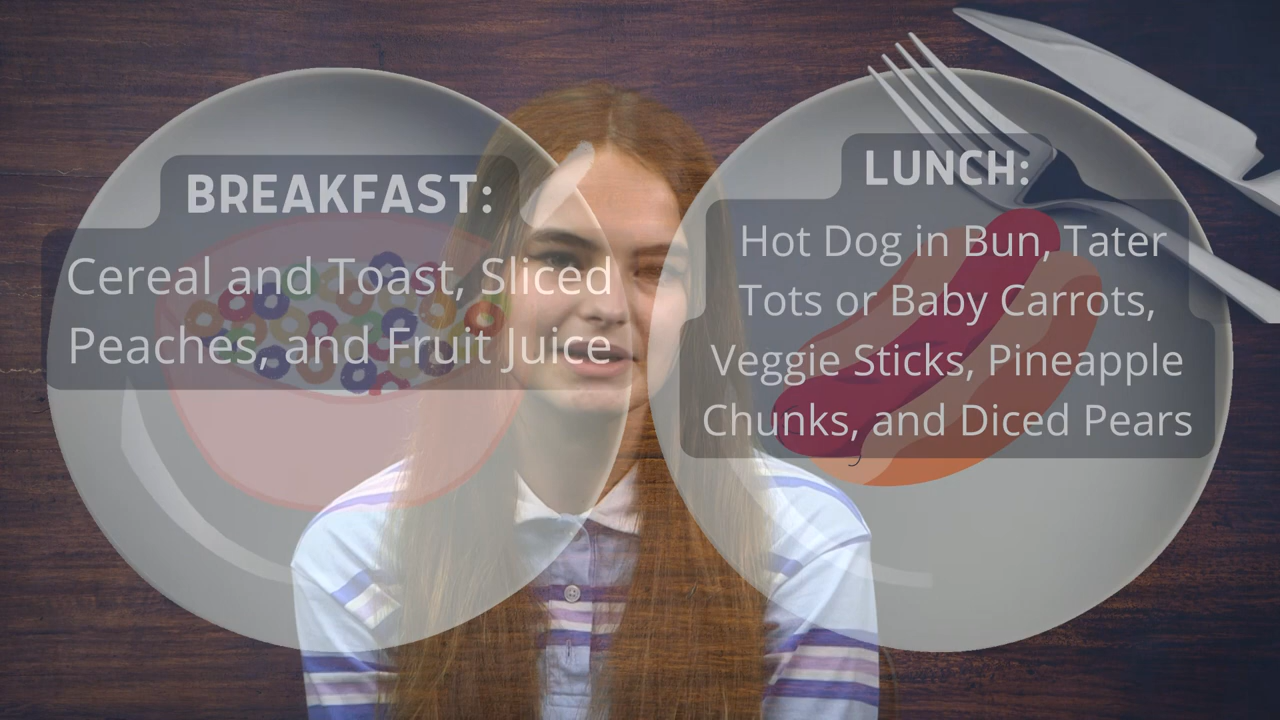 BREAKFAST:
Cereal and Toast, Sliced
Peaches, and Fruit Juice
LUNCH:
Hot Dog in Bun, Tater
Tots or Baby Carrots,
Veggie Sticks, Pineapple
Chunks, and Diced Pears